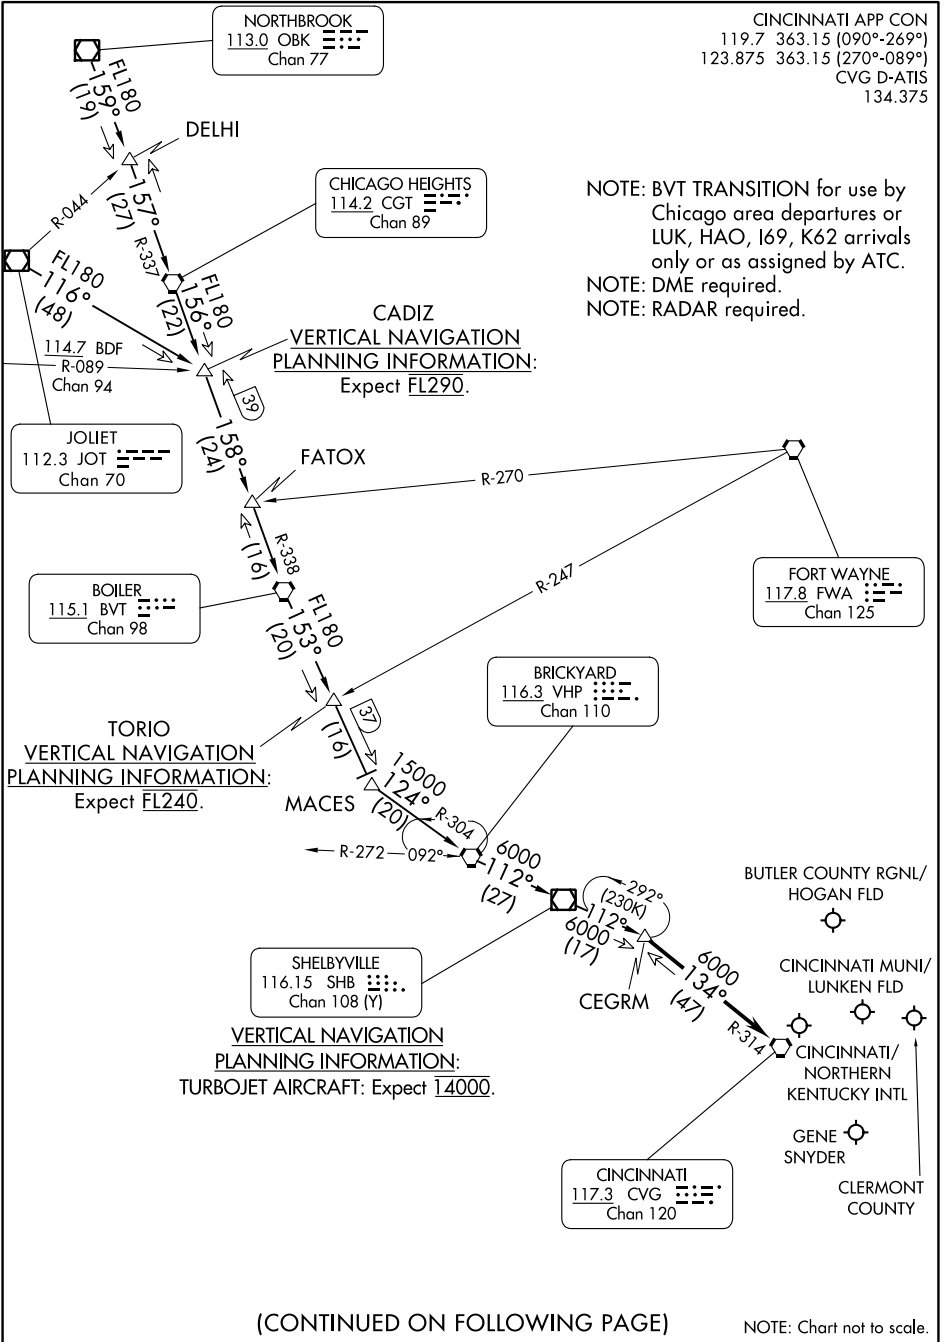 NORTHBROOK
113.0 OBK
Chan 77
CINCINNATI APP CON
119.7 363.15 (090°-269°)
123.875 363.15 (270°-089°)
CVG D-ATIS
134.375
FL180
159°
(19)
DELHI
NOTE: BVT TRANSITION for use by
Chicago area departures or
LUK, HAO, I69, K62 arrivals
only or as assigned by ATC.
NOTE: DME required.
NOTE: RADAR required.
CHICAGO HEIGHTS
114.2 CGT
Chan 89
R-044
157°
(27)
R-337
FL180
116°
(48)
FL180
156°
(22)
CADIZ
VERTICAL NAVIGATION
PLANNING INFORMATION:
Expect FL290.
114.7 BDF
R-089
Chan 94
39
JOLIET
112.3 JOT
Chan 70
158°
(24)
FATOX
R-270
R-338
(16)
R-247
FORT WAYNE
117.8 FWA
Chan 125
BOILER
115.1 BVT
Chan 98
FL180
153°
(20)
BRICKYARD
116.3 VHP
Chan 110
37
(16)
TORIO
VERTICAL NAVIGATION
PLANNING INFORMATION:
Expect FL240.
MACES
15000
124°
(20)
R-304
R-272
092°
6000
112°
(27)
292°
(230K)
112°
6000
(17)
BUTLER COUNTY RGNL/
HOGAN FLD
SHELBYVILLE
116.15 SHB
Chan 108 (Y)
VERTICAL NAVIGATION
PLANNING INFORMATION:
TURBOJET AIRCRAFT: Expect 14000.
CEGRM
6000
134°
(47)
R-314
CINCINNATI MUNI/
LUNKEN FLD
CINCINNATI/
NORTHERN
KENTUCKY INTL
GENE
SNYDER
CINCINNATI
117.3 CVG
Chan 120
CLERMONT
COUNTY
(CONTINUED ON FOLLOWING PAGE)
NOTE: Chart not to scale.